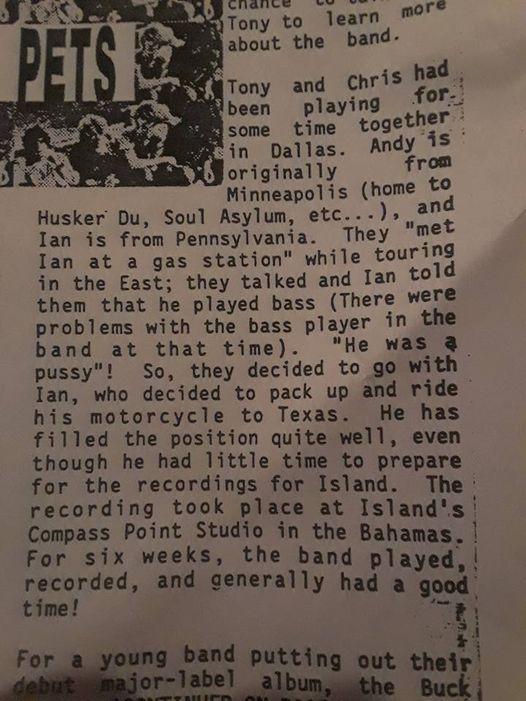 chance to
Tony to learn more
about the band.
PETS
Tony and Chris had
been playing for
some time together
in Dallas. Andy is
originally from
Minneapolis (home to
Husker Du, Soul Asylum, etc...), and
Ian is from Pennsylvania. They "met
Ian at a gas station" while touring
in the East; they talked and Ian told
them that he played bass (There were
problems with the bass player in the
band at that time). "He was a
pussy"! So, they decided to go with
Ian, who decided to pack up and ride
his motorcycle to Texas. He has
filled the position quite well, even
though he had little time to prepare
for the recordings for Island. The
recording took place at Island's
Compass Point Studio in the Bahamas.
For six weeks, the band played,
recorded, and generally had a good
time!
For a young band putting out their
debut major-label album, the Buck
CONTINUED ON